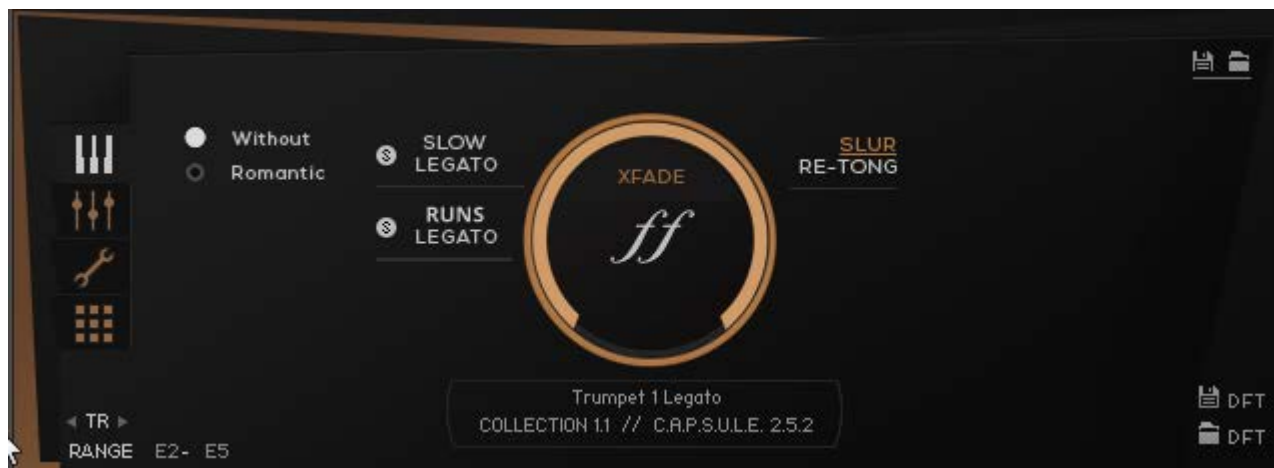 Without
Romantic
S SLOW
LEGATO
S RUNS
LEGATO
XFADE
ff
SLUR
RE-TONG
Trumpet 1 Legato
COLLECTION 1.1 // C.A.P.S.U.L.E. 2.5.2
TR
RANGE E2- E5
DFT
DFT